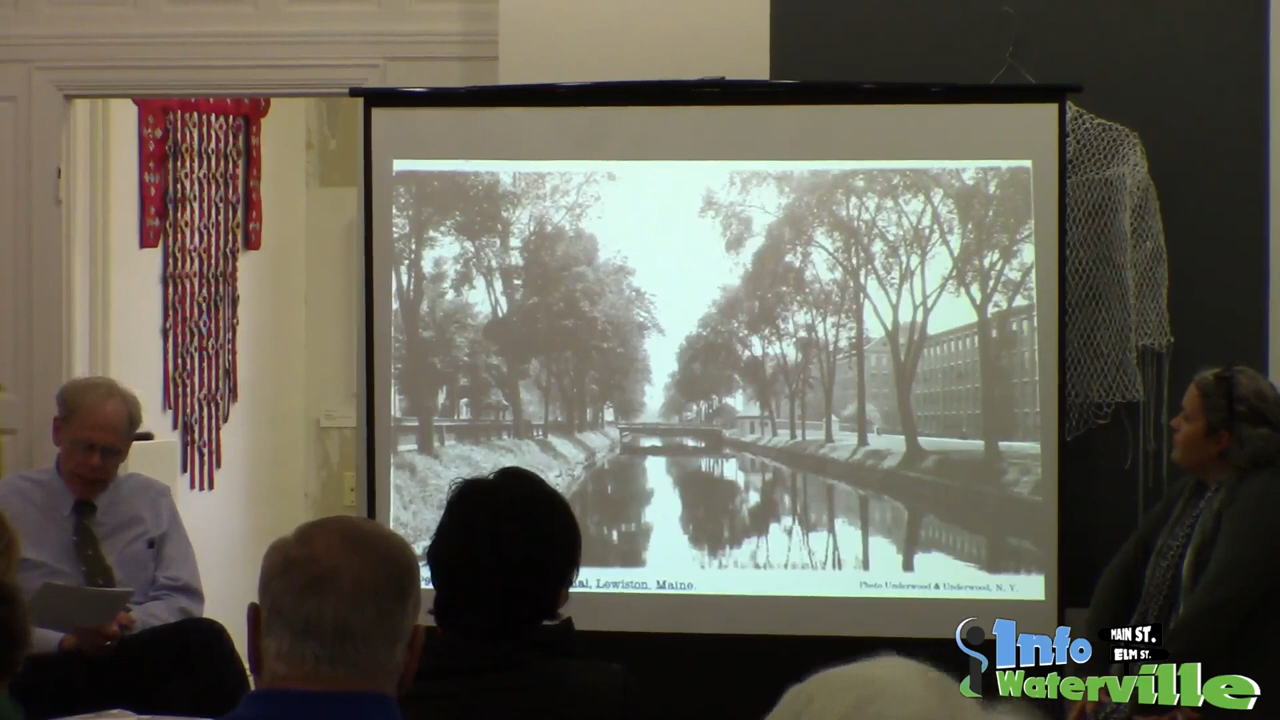 al, Lewiston, Maine.
Photo Underwood & Underwood, N. Y.
Info
MAIN ST.
ELM ST.
Waterville